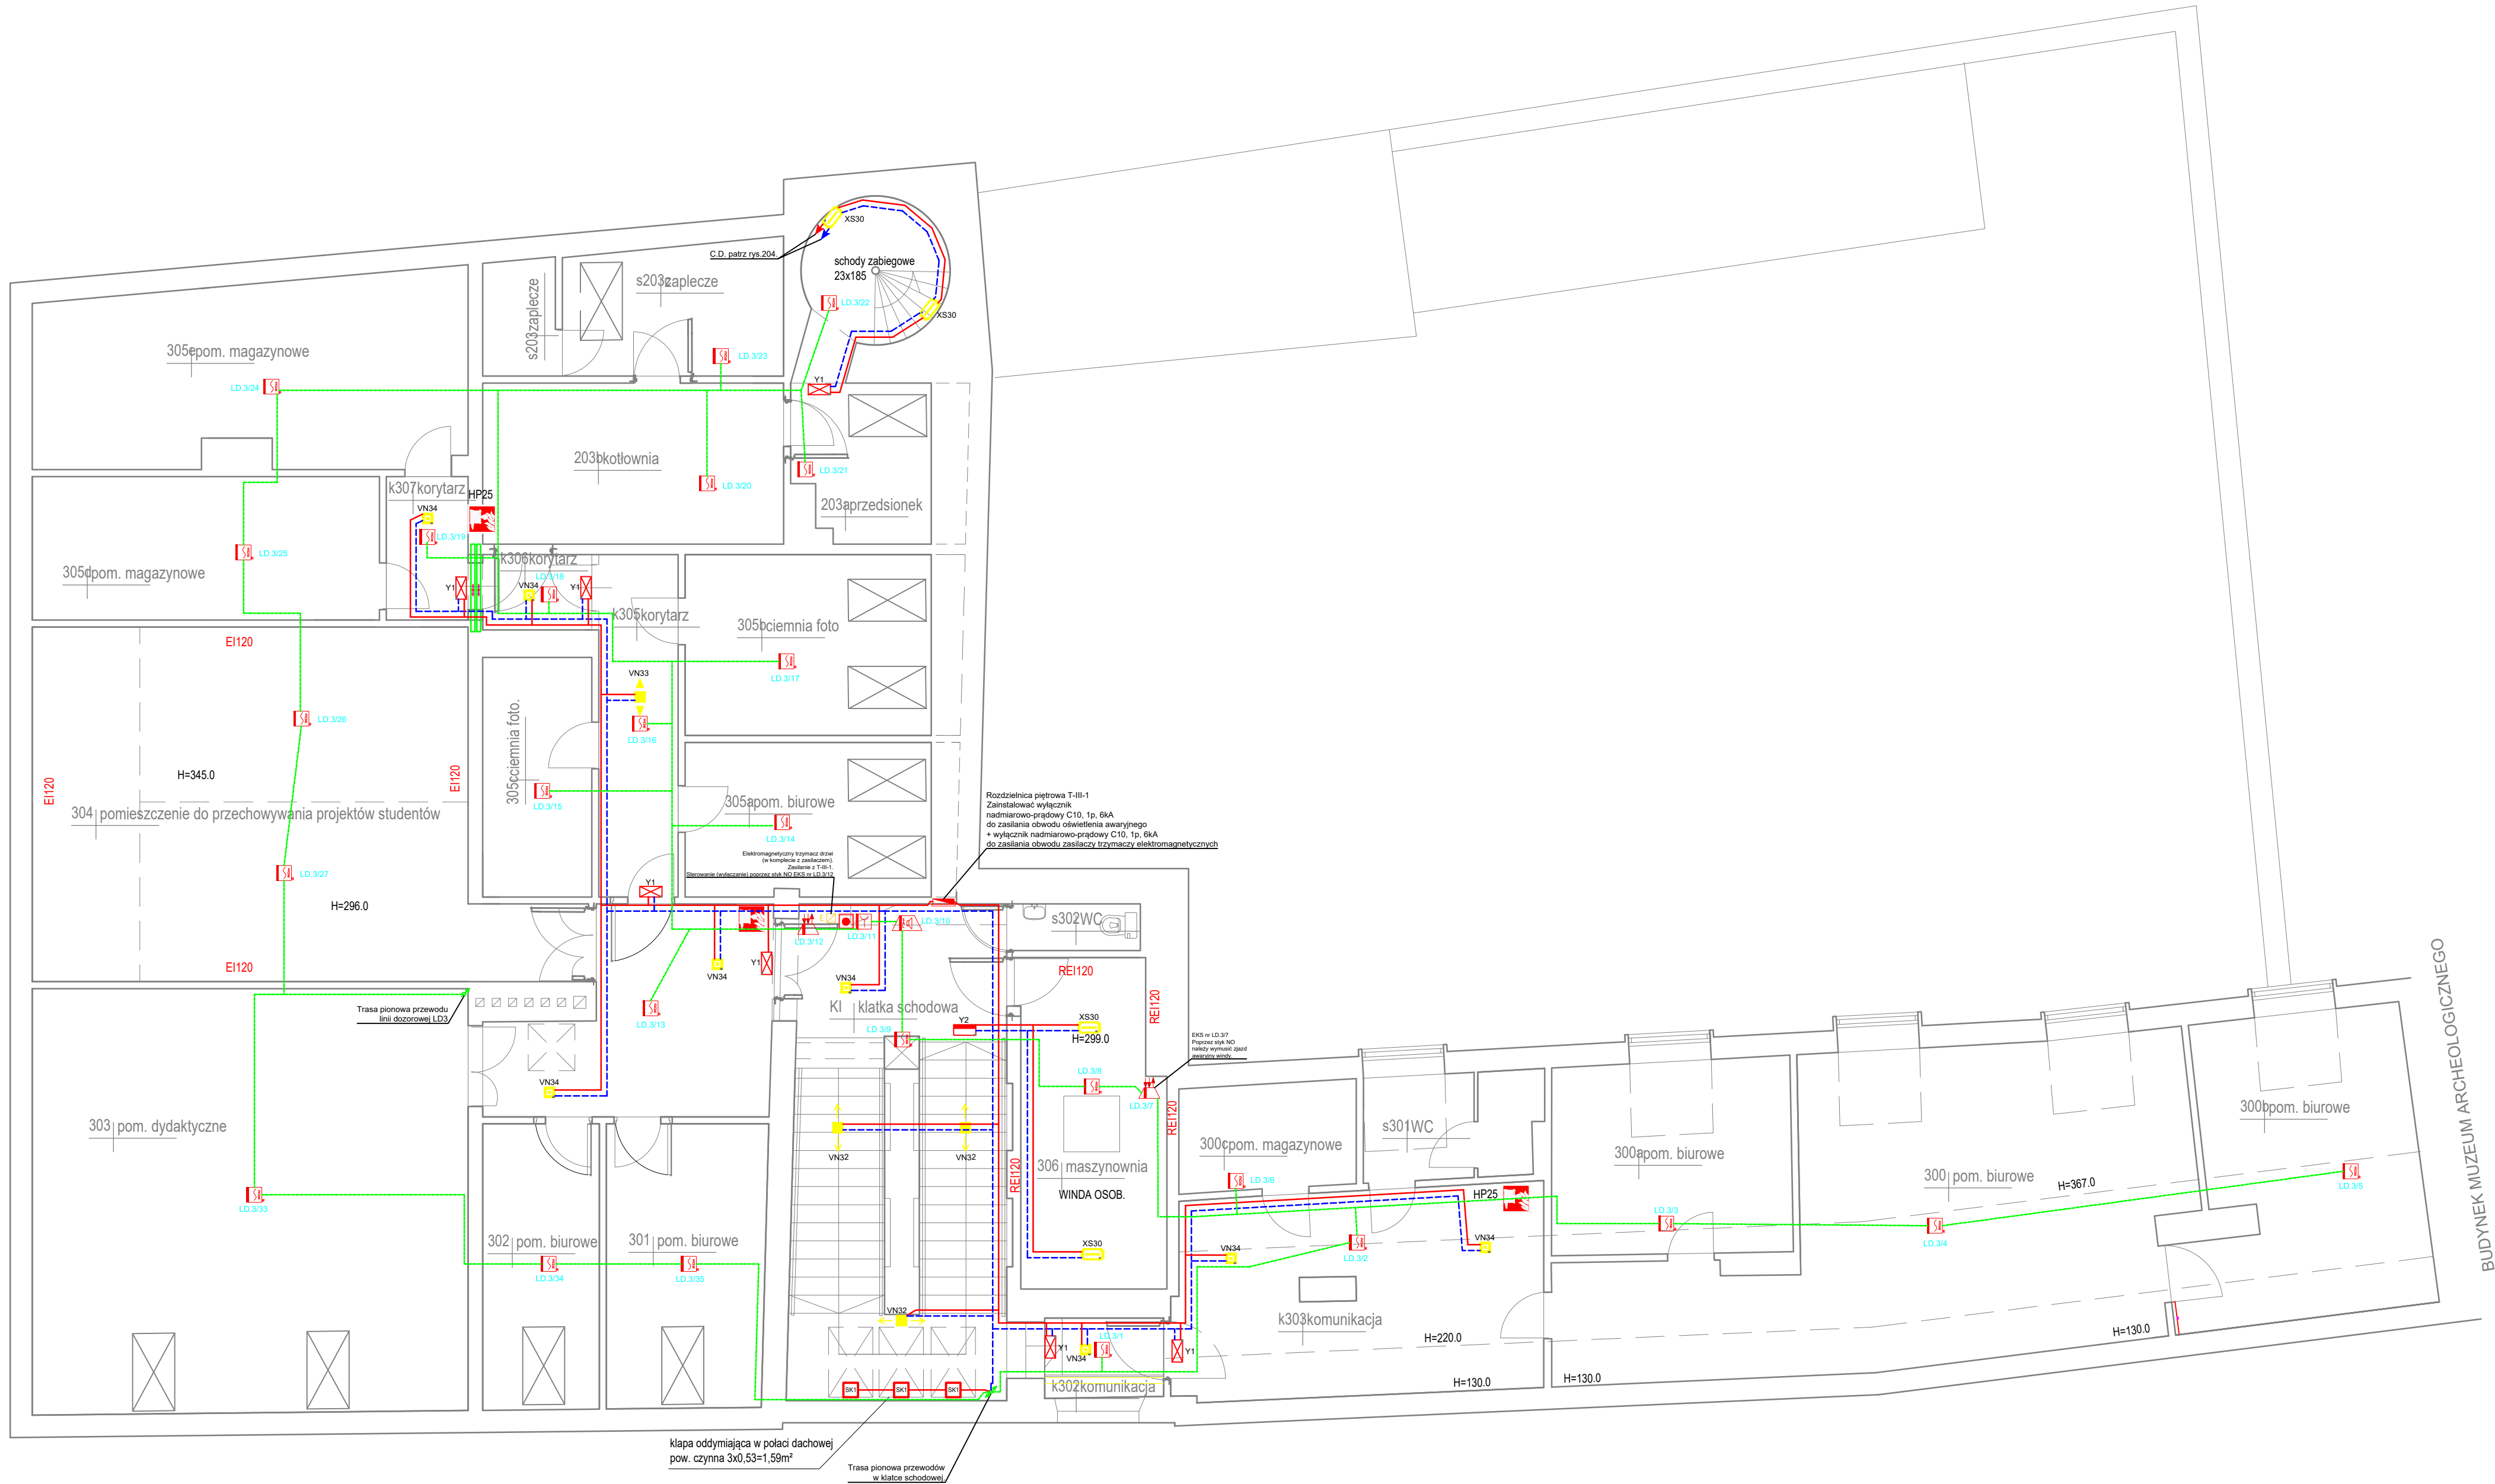 XS30
C.D. patrz rys.204.
schody zabiegowe
23x185
LD.3/22
XS30
s203zaplecze
s203czaplecze
305epom. magazynowe
LD.3/23
LD.3/24
Y1
203bkotłownia
LD.3/21
LD.3/20
k307korytarz
HP25
203aprzedsionek
VN34
LD.3/19
LD.3/25
k306korytarz
305dpom. magazynowe
LD.3/18
Y1
VN34
Y1
k305korytarz
305bciemnia foto
EI120
VN33
LD.3/17
305cciemnia foto.
LD.3/26
LD.3/16
H=345.0
EI120
EI120
304 pomieszczenie do przechowywania projektów studentów
LD.3/15
305apom. biurowe
LD.3/14
Rozdzielnica piętrowa T-III-1
Zainstalować wyłącznik
nadmiarowo-prądowy C10, 1p, 6kA
do zasilania obwodu oświetlenia awaryjnego
+ wyłącznik nadmiarowo-prądowy C10, 1p, 6kA
do zasilania obwodu zasilaczy trzymaczy elektromagnetycznych
Elektromagnetyczny trzymacz drzwi
(w komplecie z zasilaczem).
Zasilanie z T-III-1.
Sterowanie (wyłączanie) poprzez styk NO EKS nr LD.3/12
LD.3/27
Y1
H=296.0
E
LD.3/10
LD.3/11
LD.3/12
s302WC
EI120
VN34
Y1
VN34
REI120
REI120
KI klatka schodowa
Trasa pionowa przewodu
linii dozorowej LD3
LD.3/13
Y2
XS30
LD.3/9
H=299.0
EKS nr LD.3/7
Poprzez styk NO
należy wymusić zjazd
awaryjny windy.
LD.3/8
LD.3/7
VN34
303 pom. dydaktyczne
VN32
VN32
REI120
REI120
306 maszynownia
WINDA OSOB.
300cpom. magazynowe
s301WC
300apom. biurowe
300 pom. biurowe
300bpom. biurowe
BUDYNEK MUZEUM ARCHEOLOGICZNEGO
LD.3/6
HP25
H=367.0
LD.3/5
LD.3/33
LD.3/3
LD.3/4
302 pom. biurowe
301 pom. biurowe
LD.3/34
LD.3/35
XS30
VN34
LD.3/2
VN34
VN32
k303komunikacja
H=220.0
H=130.0
LD.3/1
Y1
VN34
Y1
k302komunikacja
H=130.0
H=130.0
SK1
SK1
SK1
klapa oddymiająca w połaci dachowej
pow. czynna 3x0,53=1,59m²
Trasa pionowa przewodów
w klatce schodowej.